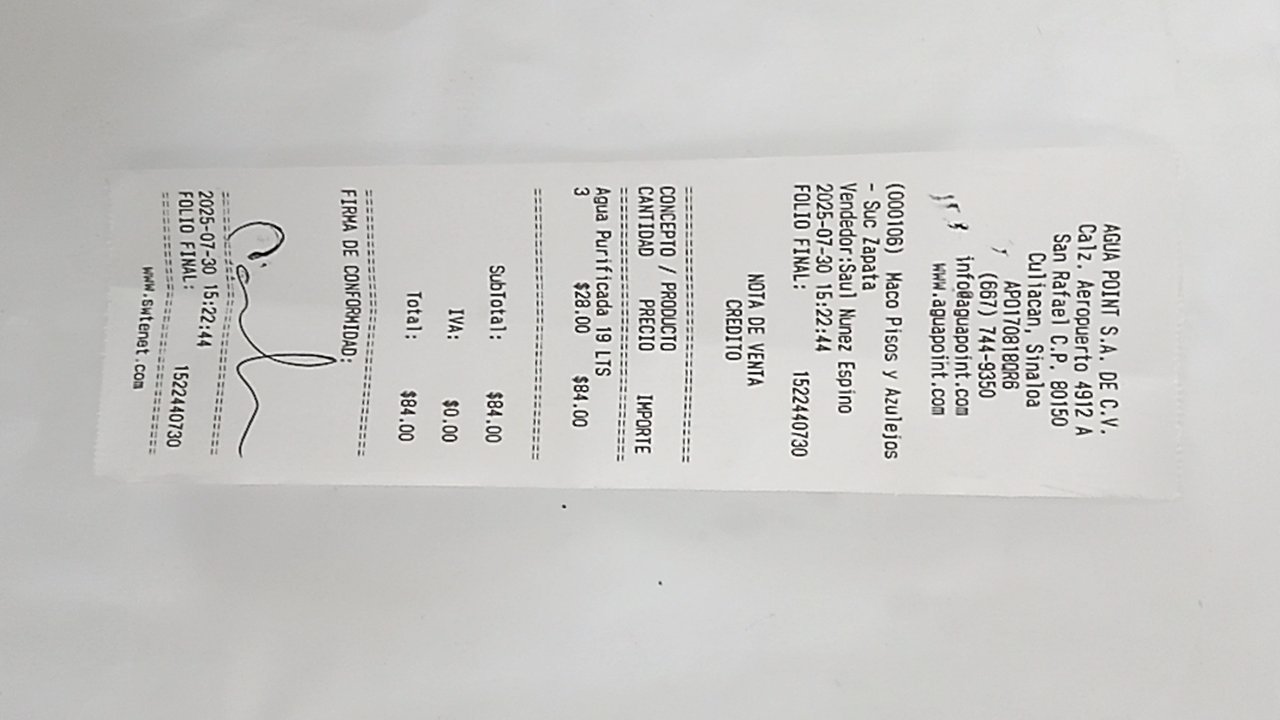 AGUA POINT S.A. DE C.V.
Calz. Aeropuerto 4912 A
San Rafael C.P. 80150
Culiacan, Sinaloa
APO170818QR6
(667) 744-9350
info@aguapoint.com
www.aguapoint.com
(000106) Maco Pisos y Azulejos
- Suc Zapata
Vendedor:Saul Nunez Espino
2025-07-30 15:22:44
FOLIO FINAL: 1522440730
NOTA DE VENTA
CREDITO
CONCEPTO / PRODUCTO
CANTIDAD PRECIO IMPORTE
Agua Purificada 19 LTS
3 $28.00 $84.00
SubTotal: $84.00
IVA: $0.00
Total: $84.00
FIRMA DE CONFORMIDAD:
2025-07-30 15:22:44
FOLIO FINAL: 1522440730
www.gwtenet.com